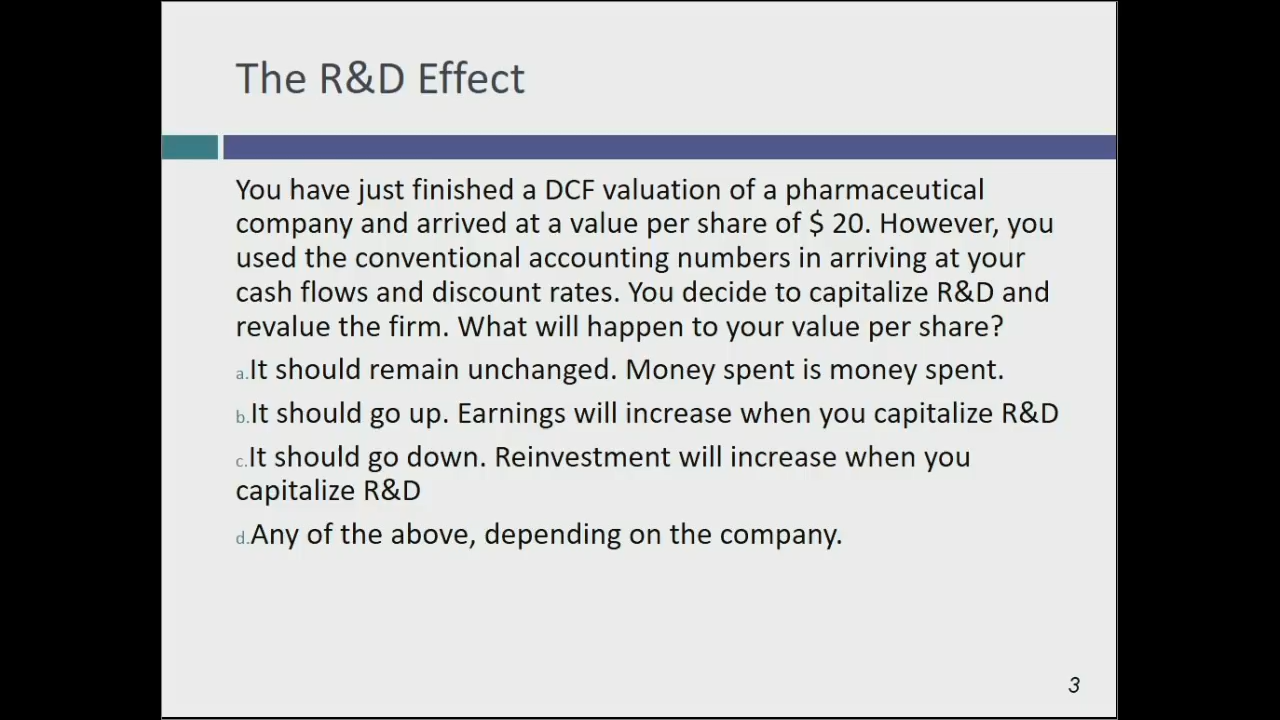 The R&D Effect
You have just finished a DCF valuation of a pharmaceutical
company and arrived at a value per share of $ 20. However, you
used the conventional accounting numbers in arriving at your
cash flows and discount rates. You decide to capitalize R&D and
revalue the firm. What will happen to your value per share?
a.It should remain unchanged. Money spent is money spent.
b.It should go up. Earnings will increase when you capitalize R&D
c.It should go down. Reinvestment will increase when you
capitalize R&D
d.Any of the above, depending on the company.
3